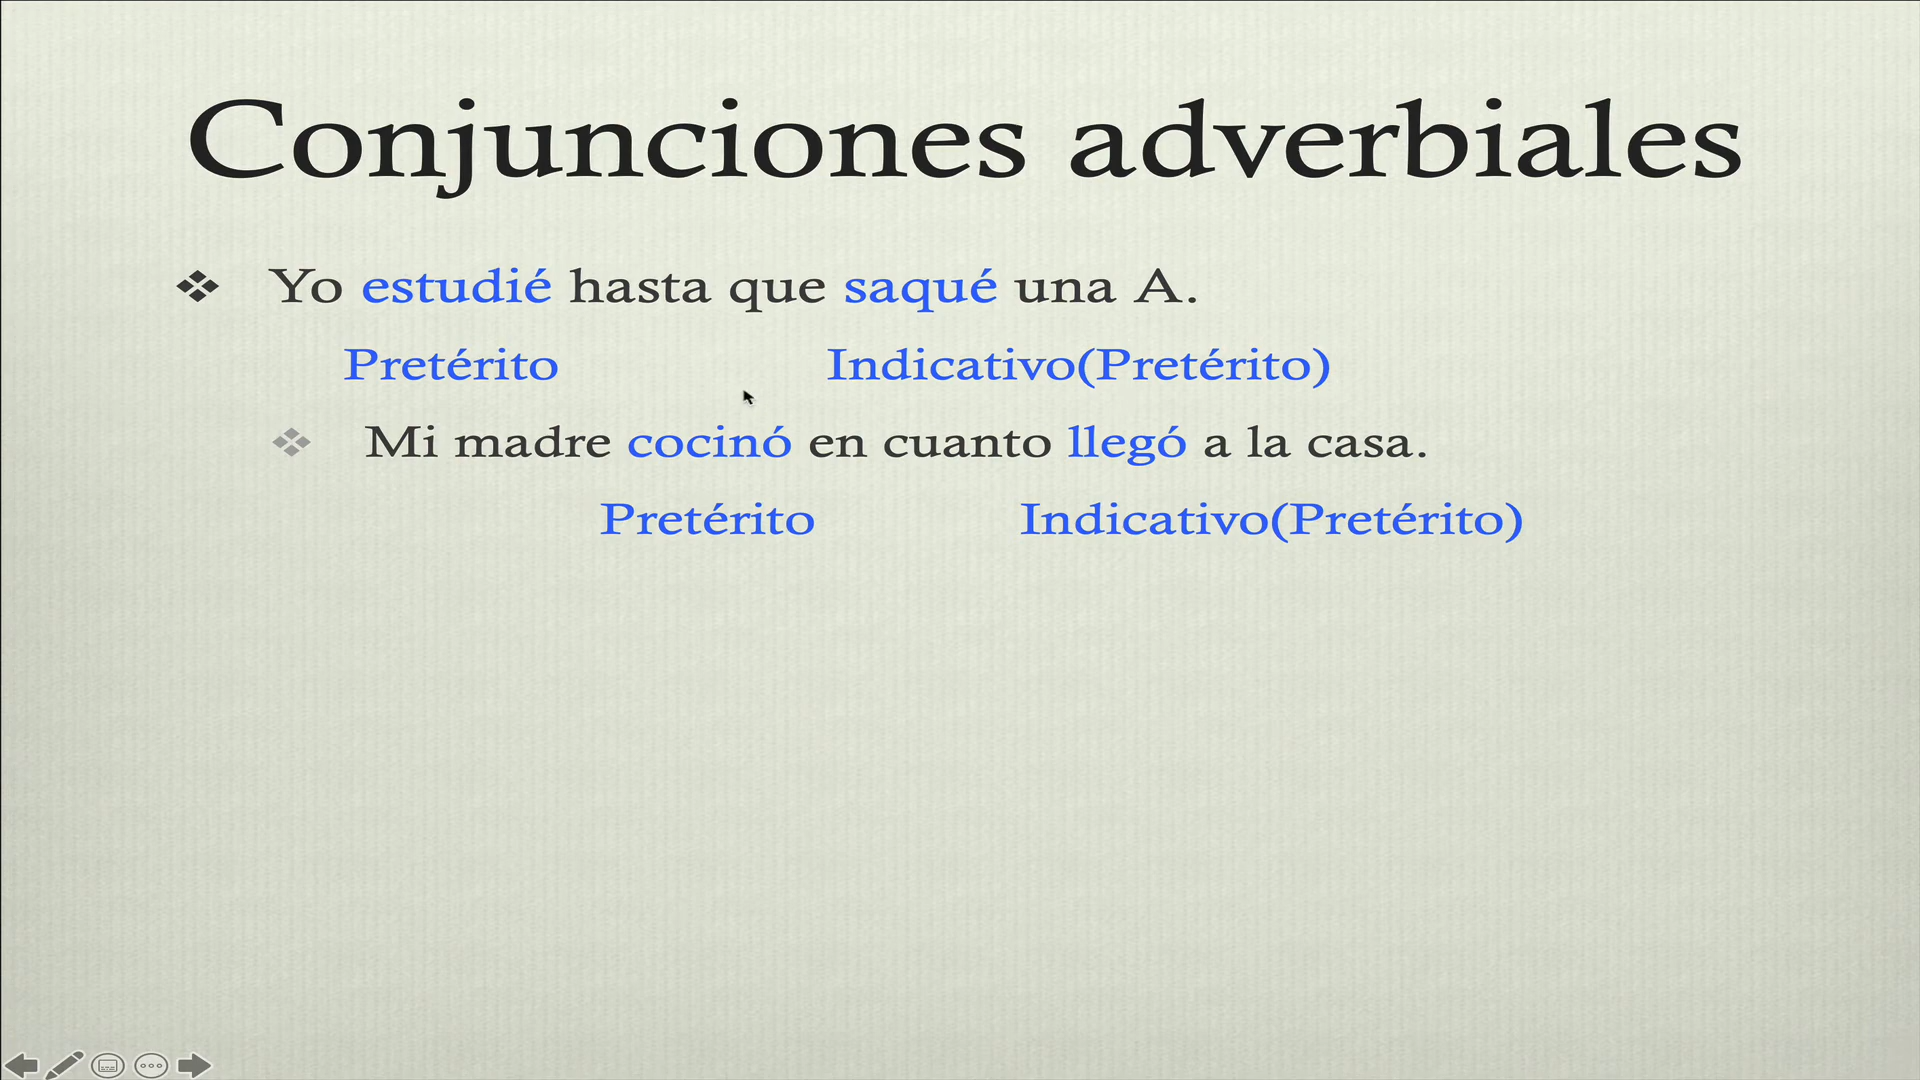 Conjunciones adverbiales
Yo estudié hasta que saqué una A.
Pretérito Indicativo(Pretérito)
Mi madre cocinó en cuanto llegó a la casa.
Pretérito Indicativo(Pretérito)